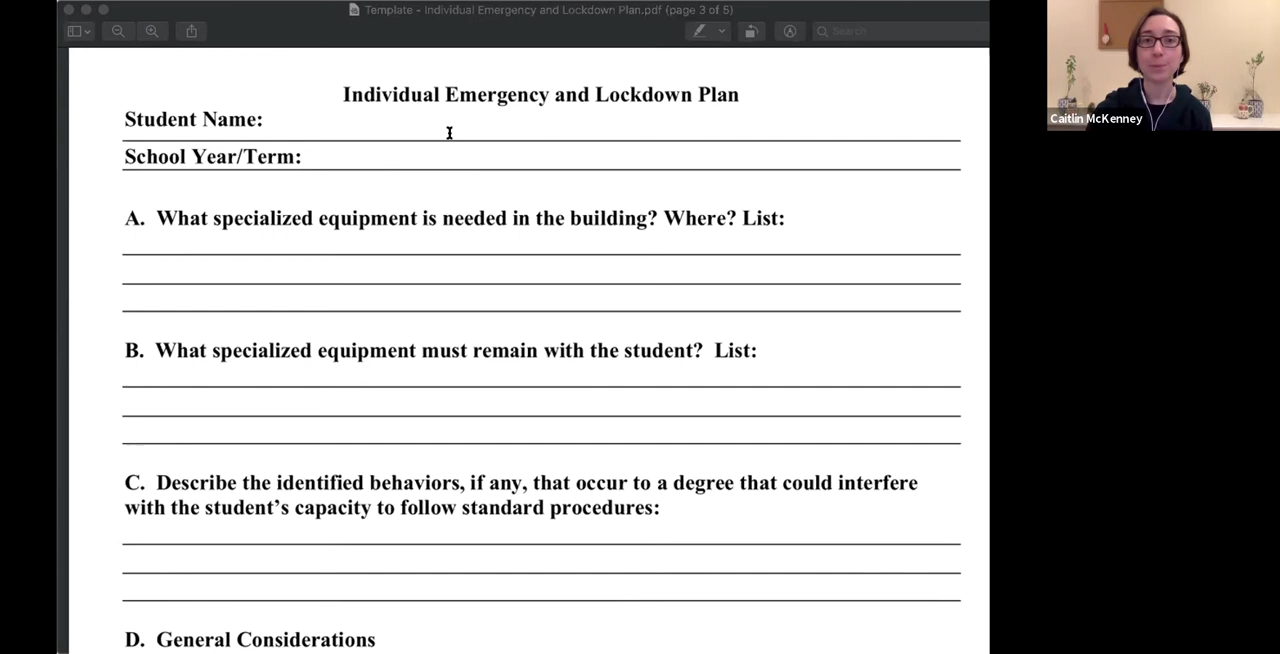 Template - Individual Emergency and Lockdown Plan.pdf (page 3 of 5)
Search
Individual Emergency and Lockdown Plan
Student Name:
School Year/Term:
A. What specialized equipment is needed in the building? Where? List:
B. What specialized equipment must remain with the student? List:
C. Describe the identified behaviors, if any, that occur to a degree that could interfere
with the student’s capacity to follow standard procedures:
D. General Considerations
Caitlin McKenney